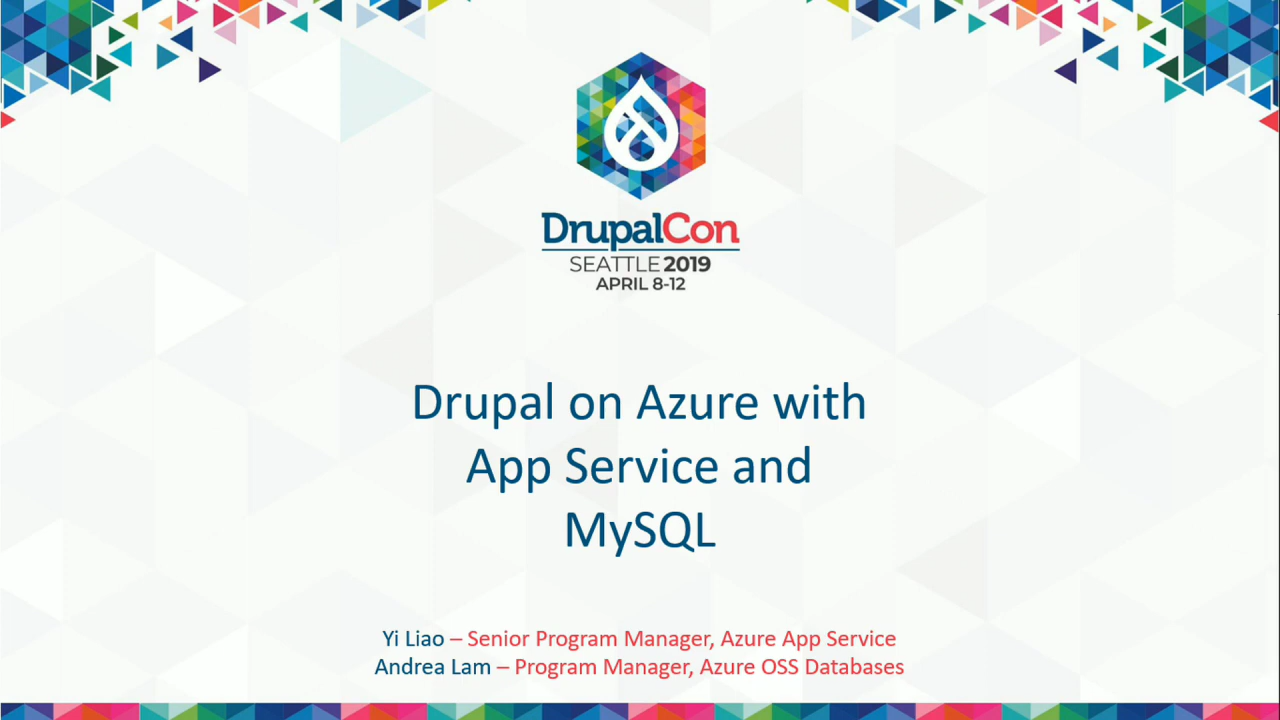 DrupalCon
SEATTLE 2019
APRIL 8-12
Drupal on Azure with
App Service and
MySQL
Yi Liao – Senior Program Manager, Azure App Service
Andrea Lam – Program Manager, Azure OSS Databases